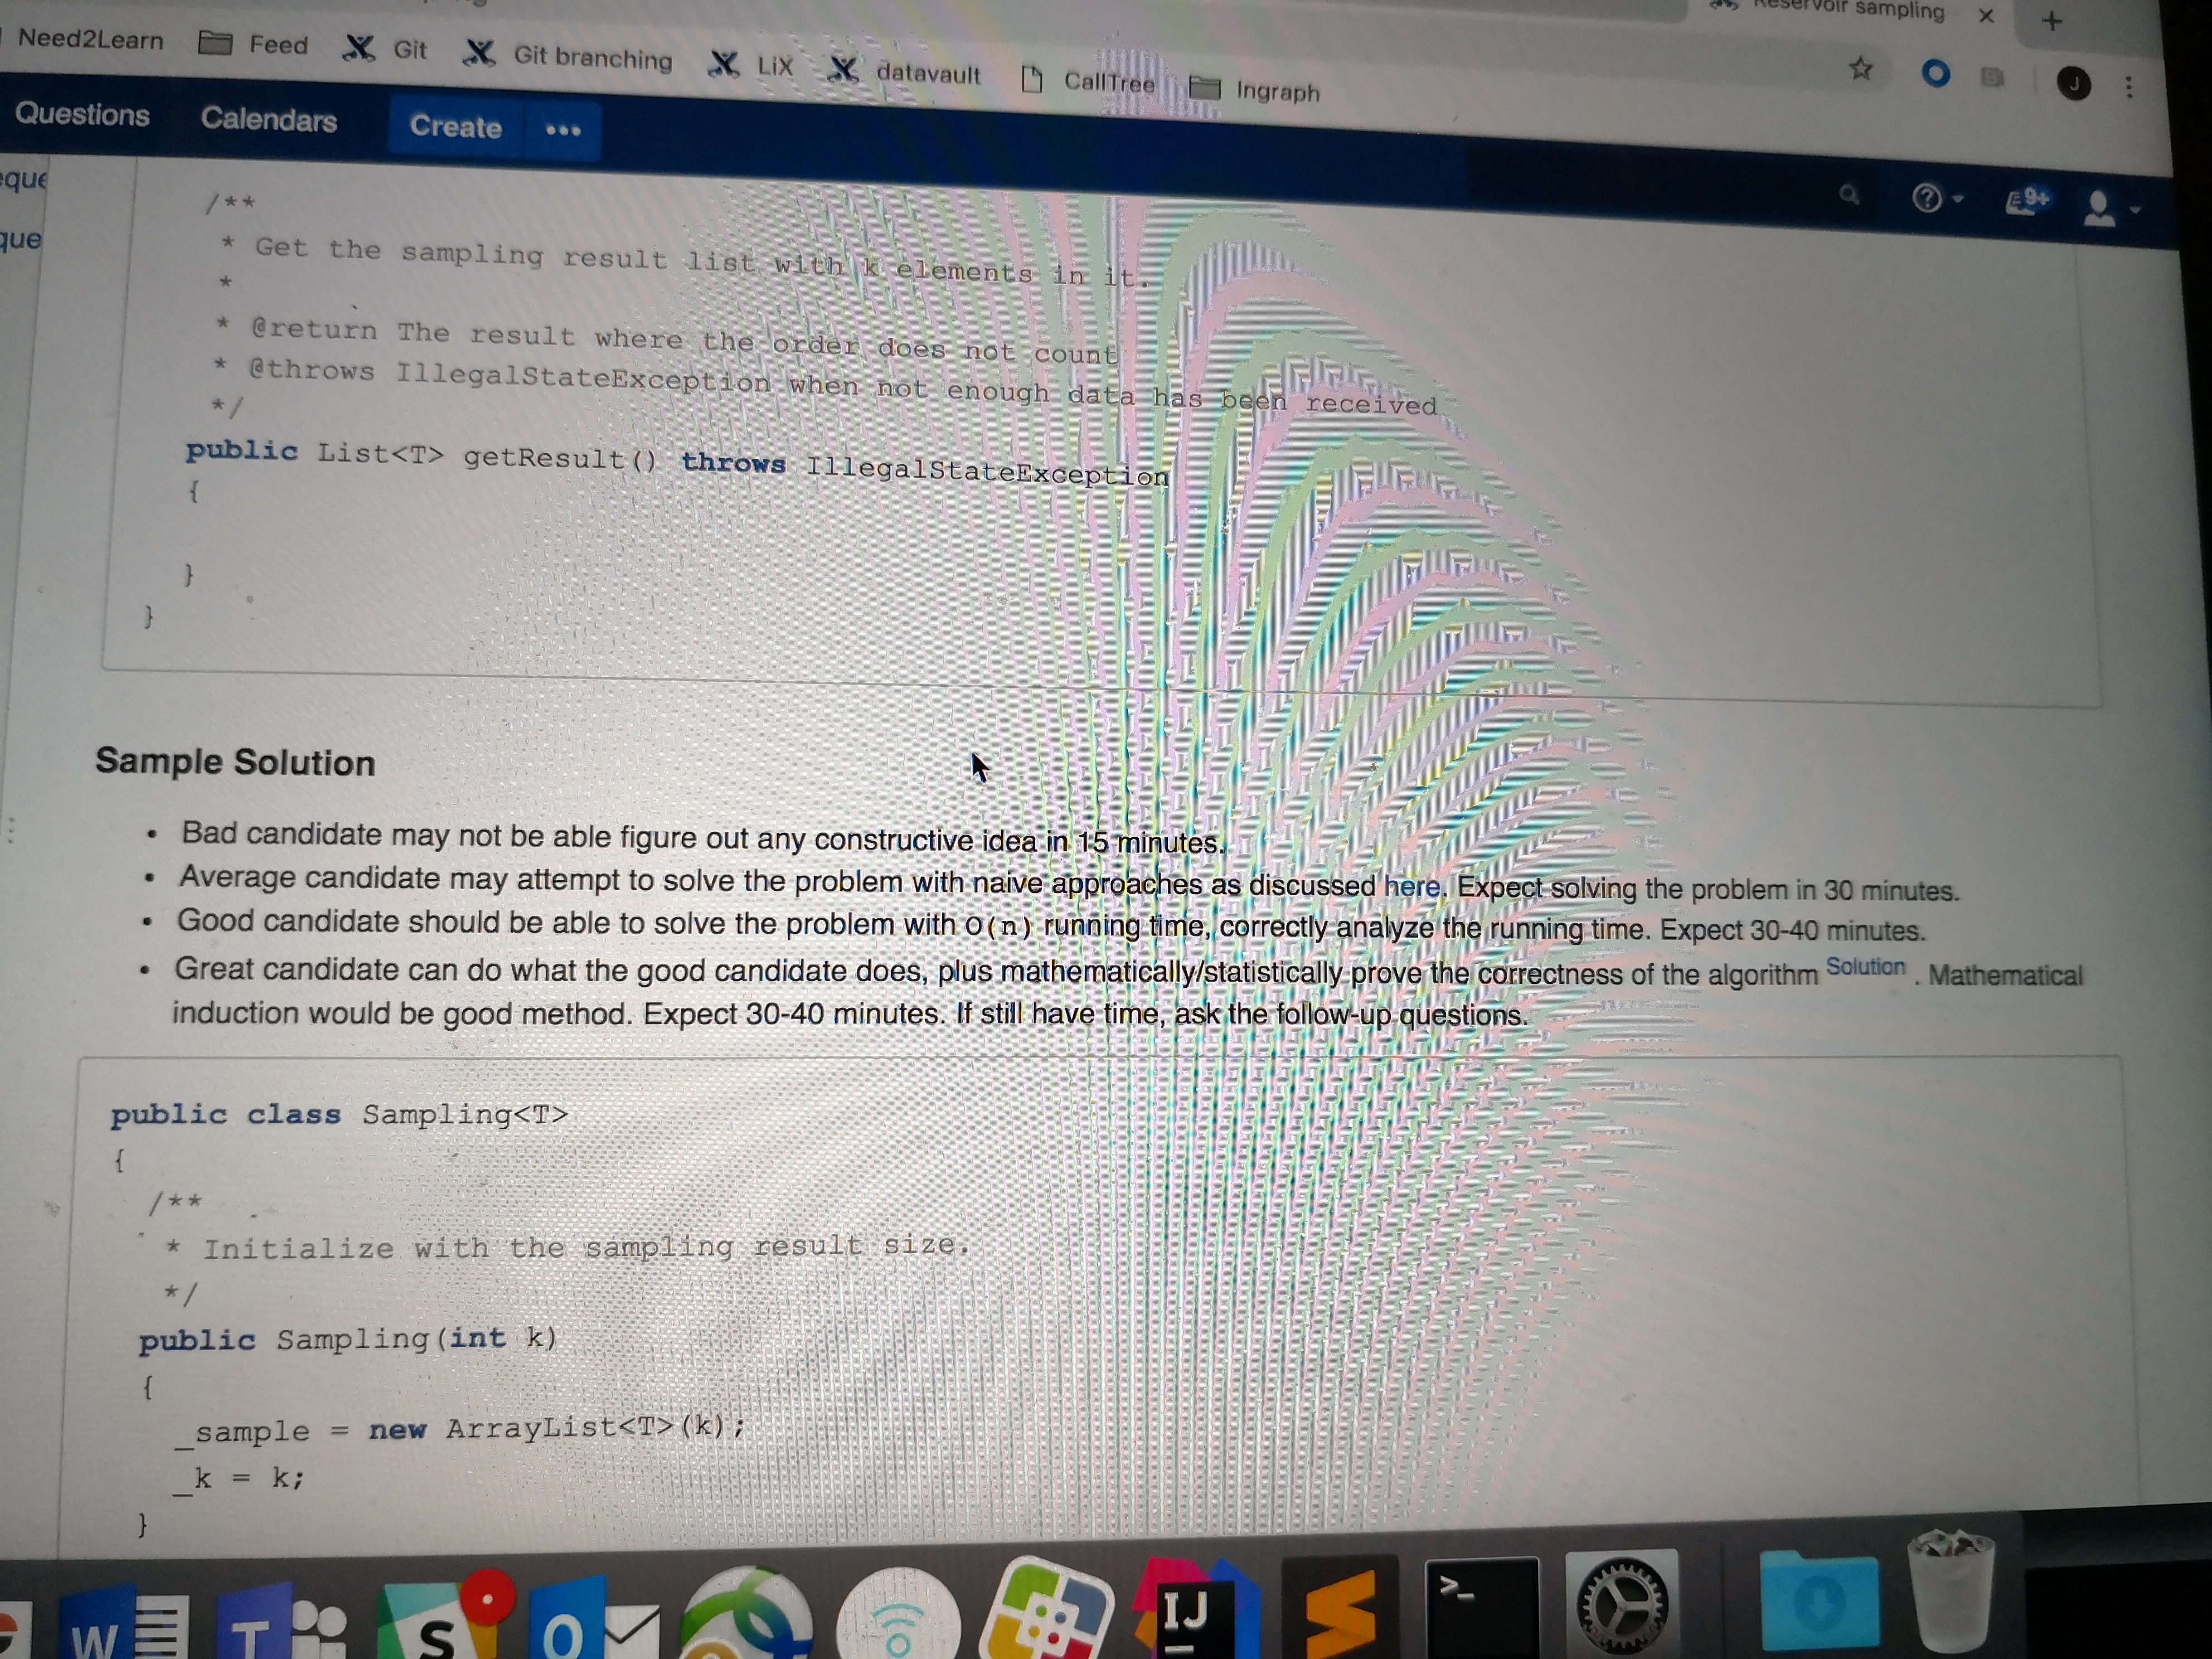 Reservoir sampling
Need2Learn Feed Git Git branching LiX datavault CallTree Ingraph
J
Questions Calendars Create
9+
eque
que
/**
* Get the sampling result list with k elements in it.
*
* @return The result where the order does not count
* @throws IllegalStateException when not enough data has been received
*/
public List<T> getResult() throws IllegalStateException
{
}
}
Sample Solution
• Bad candidate may not be able figure out any constructive idea in 15 minutes.
• Average candidate may attempt to solve the problem with naive approaches as discussed here. Expect solving the problem in 30 minutes.
• Good candidate should be able to solve the problem with O(n) running time, correctly analyze the running time. Expect 30-40 minutes.
• Great candidate can do what the good candidate does, plus mathematically/statistically prove the correctness of the algorithm Solution . Mathematical
induction would be good method. Expect 30-40 minutes. If still have time, ask the follow-up questions.
public class Sampling<T>
{
/**
* Initialize with the sampling result size.
*/
public Sampling(int k)
{
_sample = new ArrayList<T>(k);
_k = k;
}
W T S O IJ >_